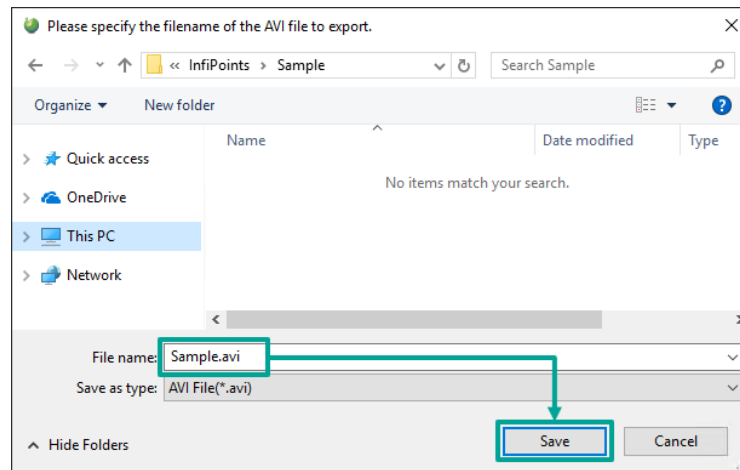 Please specify the filename of the AVI file to export.
« InfiPoints > Sample
Search Sample
Organize
New folder
?
Name
Date modified
Type
Quick access
No items match your search.
OneDrive
This PC
Network
File name: Sample.avi
Save as type: AVI File(*.avi)
Hide Folders
Save
Cancel